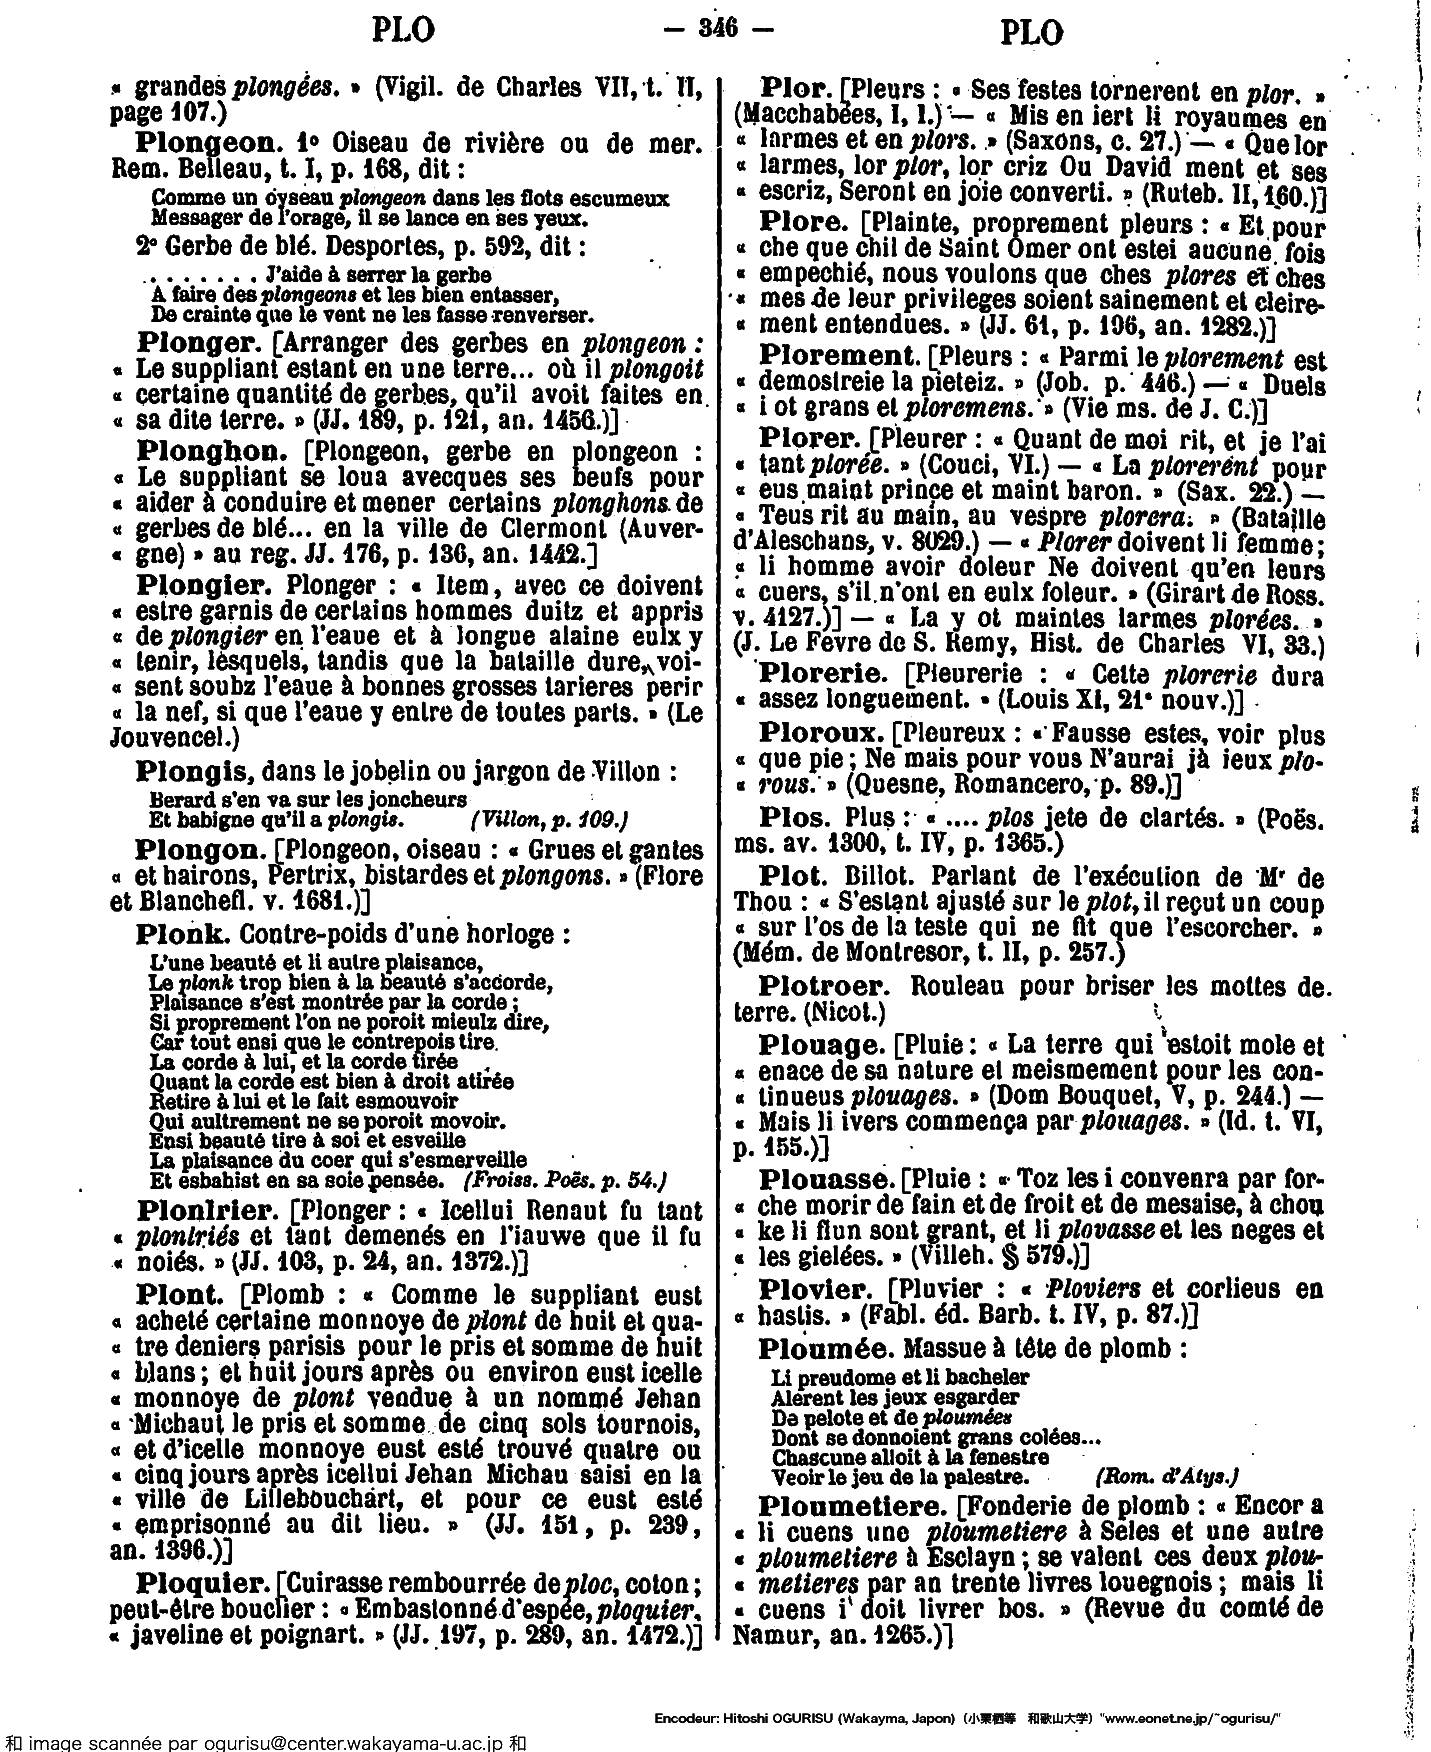 PLO — 346 — PLO
« grandes plongées. » (Vigil. de Charles VII, t. II,
page 107.)
Plongeon. 1º Oiseau de rivière ou de mer.
Rem. Belleau, t. I, p. 168, dit :
Comme un oyseau plongeon dans les flots escumeux
Messager de l'orage, il se lance en ses yeux.
2º Gerbe de blé. Desportes, p. 592, dit :
. . . . . . . . J'aide à serrer la gerbe
A faire des plongeons et les bien entasser,
De crainte que le vent ne les fasse renverser.
Plonger. [Arranger des gerbes en plongeon :
« Le suppliant estant en une terre... où il plongoit
« certaine quantité de gerbes, qu'il avoit faites en
« sa dite terre. » (JJ. 189, p. 121, an. 1456.)]
Plonghon. [Plongeon, gerbe en plongeon :
« Le suppliant se loua avecques ses beufs pour
« aider à conduire et mener certains plonghons de
« gerbes de blé... en la ville de Clermont (Auver-
« gne) » au reg. JJ. 176, p. 136, an. 1442.]
Plongier. Plonger : « Item, avec ce doivent
« estre garnis de certains hommes duitz et appris
« de plongier en l'eaue et à longue alaine eulx y
« tenir, lesquels, tandis que la bataille dure, voi-
« sent soubz l'eaue à bonnes grosses tarieres perir
« la nef, si que l'eaue y entre de toutes parts. » (Le
Jouvencel.)
Plongis, dans le jobelin ou jargon de Villon :
Berard s'en va sur les joncheurs
Et babigne qu'il a plongis. (Villon, p. 109.)
Plongon. [Plongeon, oiseau : « Grues et gantes
« et hairons, Pertrix, bistardes et plongons. » (Flore
et Blanchefl. v. 1681.)]
Plonk. Contre-poids d'une horloge :
L'une beauté et li autre plaisance,
Le plonk trop bien à la beauté s'accorde,
Plaisance s'est montrée par la corde ;
Si proprement l'on ne poroit mieulz dire,
Car tout ensi que le contrepois tire
La corde à lui, et la corde tirée
Quant la corde est bien à droit atirée
Retire à lui et le fait esmouvoir
Qui aultrement ne se poroit movoir.
Ensi beauté tire à soi et esveille
La plaisance du coer qui s'esmerveille
Et esbahist en sa soie pensée. (Froiss. Poës. p. 54.)
Plonlrier. [Plonger : « Icellui Renaut fu tant
« plonlriés et tant demenés en l'iauwe que il fu
« noiés. » (JJ. 103, p. 24, an. 1372.)]
Plont. [Plomb : « Comme le suppliant eust
« acheté certaine monnoye de plont de huit et qua-
« tre deniers parisis pour le pris et somme de huit
« blans ; et huit jours après ou environ eust icelle
« monnoye de plont vendue à un nommé Jehan
« Michaut le pris et somme de cinq sols tournois,
« et d'icelle monnoye eust esté trouvé quatre ou
« cinq jours après icellui Jehan Michau saisi en la
« ville de Lillebouchart, et pour ce eust esté
« emprisonné au dit lieu. » (JJ. 151, p. 239,
an. 1396.)]
Ploquier. [Cuirasse rembourrée de ploc, coton ;
peut-être bouclier : « Embastonné d'espée, ploquier,
« javeline et poignart. » (JJ. 197, p. 289, an. 1472.)]
Plor. [Pleurs : « Ses festes tornerent en plor. »
(Macchabées, I, 1.) — « Mis en iert li royaumes en
« larmes et en plors. » (Saxons, c. 27.) — « Que lor
« larmes, lor plor, lor criz Ou David ment et ses
« escriz, Seront en joie converti. » (Ruteb. II, 160.)]
Plore. [Plainte, proprement pleurs : « Et pour
« che que chil de Saint Omer ont estei aucune fois
« empechié, nous voulons que ches plores et ches
« mes de leur privileges soient sainement et cleire-
« ment entendues. » (JJ. 61, p. 106, an. 1282.)]
Plorement. [Pleurs : « Parmi le plorement est
« demostreie la pieteiz. » (Job. p. 446.) — « Duels
« i ot grans et ploremens. » (Vie ms. de J. C.)]
Plorer. [Pleurer : « Quant de moi rit, et je l'ai
« tant plorée. » (Couci, VI.) — « La plorerént pour
« eus maint prince et maint baron. » (Sax. 22.) —
« Teus rit au main, au vespre plorera. » (Bataille
d'Aleschans, v. 8029.) — « Plorer doivent li femme ;
« li homme avoir doleur Ne doivent qu'en leurs
« cuers, s'il n'ont en eulx foleur. » (Girart de Ross.
v. 4127.)] — « La y ot maintes larmes plorées. »
(J. Le Fevre de S. Remy, Hist. de Charles VI, 33.)
Plorerie. [Pleurerie : « Cette plorerie dura
« assez longuement. » (Louis XI, 21e nouv.)]
Ploroux. [Pleureux : « Fausse estes, voir plus
« que pie ; Ne mais pour vous N'aurai jà ieux plo-
« rous. » (Quesne, Romancero, p. 89.)]
Plos. Plus : « .... plos jete de clartés. » (Poës.
ms. av. 1300, t. IV, p. 1365.)
Plot. Billot. Parlant de l'exécution de Mr de
Thou : « S'estant ajusté sur le plot, il reçut un coup
« sur l'os de la teste qui ne fit que l'escorcher. »
(Mém. de Montresor, t. II, p. 257.)
Plotroer. Rouleau pour briser les mottes de
terre. (Nicot.)
Plouage. [Pluie : « La terre qui estoit mole et
« enace de sa nature et meismement pour les con-
« tinueus plouages. » (Dom Bouquet, V, p. 244.) —
« Mais li ivers commença par plouages. » (Id. t. VI,
p. 155.)]
Plouasse. [Pluie : « Toz les i convenra par for-
« che morir de fain et de froit et de mesaise, à chou
« ke li flun sont grant, et li plovasse et les neges et
« les gielées. » (Villeh. § 579.)]
Plovier. [Pluvier : « Ploviers et corlieus en
« hastis. » (Fabl. éd. Barb. t. IV, p. 87.)]
Ploumée. Massue à tête de plomb :
Li preudome et li bacheler
Alerent les jeux esgarder
De pelote et de ploumées
Dont se donnoient grans colées...
Chascune alloit à la fenestre
Veoir le jeu de la palestre. (Rom. d'Atys.)
Ploumetiere. [Fonderie de plomb : « Encor a
« li cuens une ploumetiere à Seles et une autre
« ploumetiere à Esclayn ; se valent ces deux plou-
« metieres par an trente livres louegnois ; mais li
« cuens i doit livrer bos. » (Revue du comté de
Namur, an. 1265.)]
Encodeur: Hitoshi OGURISU (Wakayma, Japon) (小栗栖等 和歌山大学) "www.eonet.ne.jp/~ogurisu/"
和 image scannée par ogurisu@center.wakayama-u.ac.jp 和